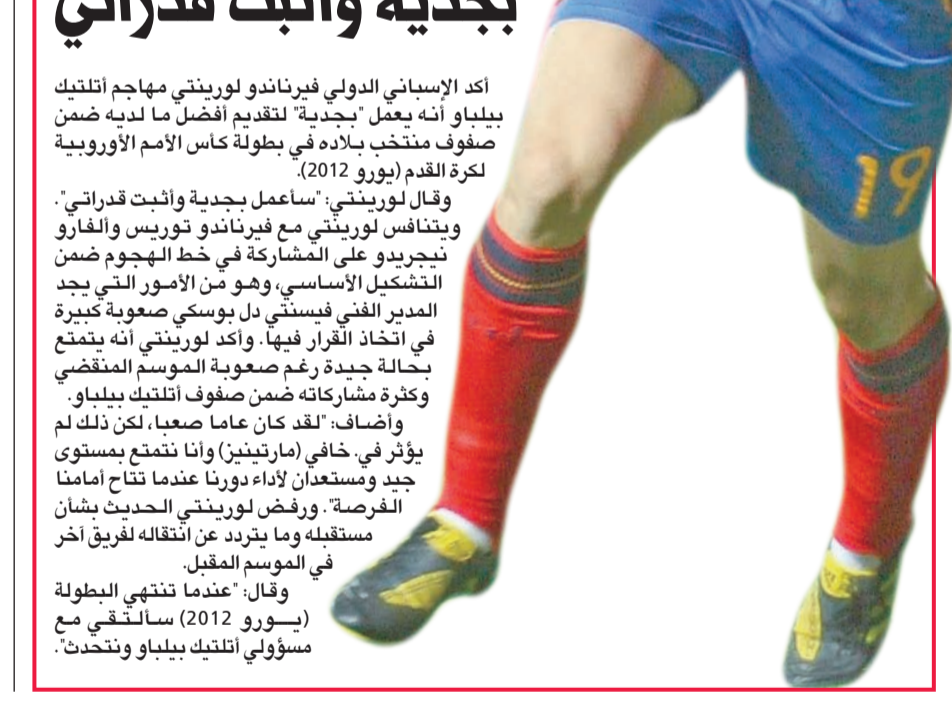 بجدية وأثبت قدراتي
أكد الإسباني الدولي فيرناندو لورينتي مهاجم أتلتيك
بيلباو أنه يعمل "بجدية" لتقديم أفضل ما لديه ضمن
صفوف منتخب بلاده في بطولة كأس الأمم الأوروبية
لكرة القدم (يورو 2012).
وقال لورينتي: "سأعمل بجدية وأثبت قدراتي".
ويتنافس لورينتي مع فيرناندو توريس وألفارو
نيجريدو على المشاركة في خط الهجوم ضمن
التشكيل الأساسي، وهو من الأمور التي يجد
المدير الفني فيسنتي دل بوسكي صعوبة كبيرة
في اتخاذ القرار فيها. وأكد لورينتي أنه يتمتع
بحالة جيدة رغم صعوبة الموسم المنقضي
وكثرة مشاركاته ضمن صفوف أتلتيك بيلباو.
وأضاف: "لقد كان عاما صعبا، لكن ذلك لم
يؤثر في. خافي (مارتينيز) وأنا نتمتع بمستوى
جيد ومستعدان لأداء دورنا عندما تتاح أمامنا
الفرصة". ورفض لورينتي الحديث بشأن
مستقبله وما يتردد عن انتقاله لفريق آخر
في الموسم المقبل.
وقال: "عندما تنتهي البطولة
(يورو 2012) سألتقي مع
مسؤولي أتلتيك بيلباو ونتحدث".
19